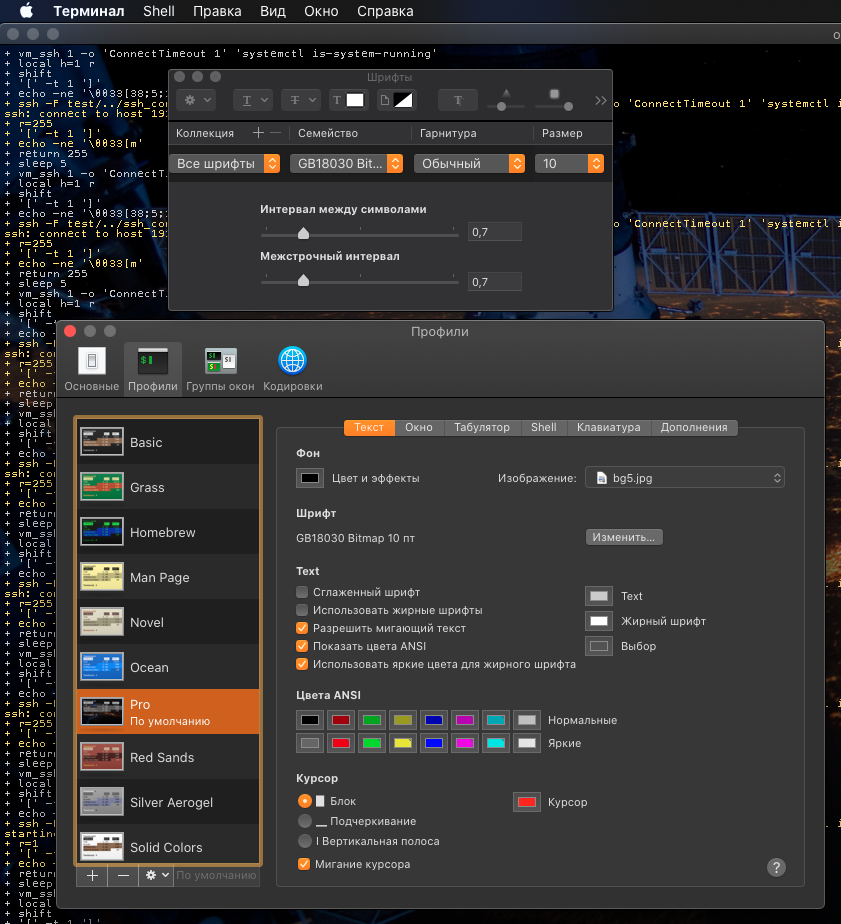 Терминал Shell Правка Вид Окно Справка
+ vm_ssh 1 -o 'ConnectTimeout 1' 'systemctl is-system-running'
+ local h=1 r
+ shift
+ '[' -t 1 ']'
+ echo -ne '\0033[38;5;
+ ssh -F test/../ssh_con
'ConnectTimeout 1' 'systemctl i
ssh: connect to host 19
+ r=255
+ '[' -t 1 ']'
+ echo -ne '\0033[m'
+ return 255
+ sleep 5
+ vm_ssh 1 -o 'ConnectT
+ local h=1 r
+ shift
+ '[' -t 1 ']'
+ echo -ne '\0033[38;5;
+ ssh -F test/../ssh_con
o 'ConnectTimeout 1' 'systemctl i
ssh: connect to host 19
+ r=255
+ '[' -t 1 ']'
+ echo -ne '\0033[m'
+ return 255
+ sleep 5
+ vm_ssh 1 -o 'ConnectT
+ local h=1 r
+ shift
Шрифты
Коллекция + − Семейство Гарнитура Размер
Все шрифты GB18030 Bit... Обычный 10
Интервал между символами
0,7
Межстрочный интервал
0,7
Профили
Основные Профили Группы окон Кодировки
Basic
Grass
Homebrew
Man Page
Novel
Ocean
Pro
По умолчанию
Red Sands
Silver Aerogel
Solid Colors
+ − По умолчанию
Текст Окно Табулятор Shell Клавиатура Дополнения
Фон
Цвет и эффекты Изображение: bg5.jpg
Шрифт
GB18030 Bitmap 10 пт Изменить...
Text
Сглаженный шрифт
Использовать жирные шрифты
Разрешить мигающий текст
Показать цвета ANSI
Использовать яркие цвета для жирного шрифта
Text
Жирный шрифт
Выбор
Цвета ANSI
Нормальные
Яркие
Курсор
Блок
Подчеркивание
Вертикальная полоса
Мигание курсора
Курсор
?